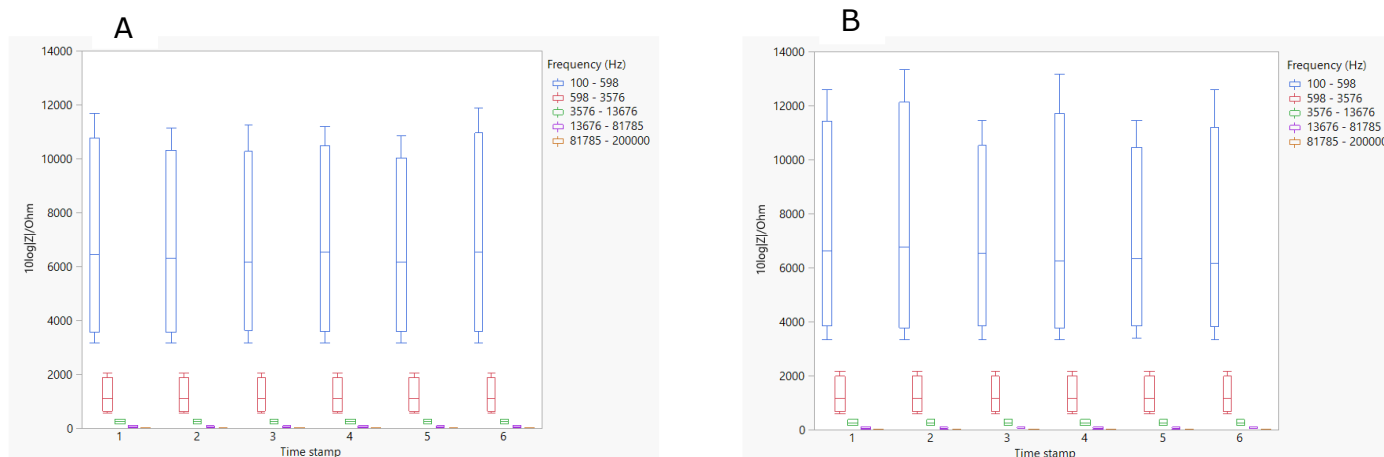 A
14000
12000
10000
8000
6000
4000
2000
0
10log|Z|/Ohm
1 2 3 4 5 6
Time stamp
Frequency (Hz)
100 - 598
598 - 3576
3576 - 13676
13676 - 81785
81785 - 200000
B
14000
12000
10000
8000
6000
4000
2000
0
10log|Z|/Ohm
1 2 3 4 5 6
Time stamp
Frequency (Hz)
100 - 598
598 - 3576
3576 - 13676
13676 - 81785
81785 - 200000